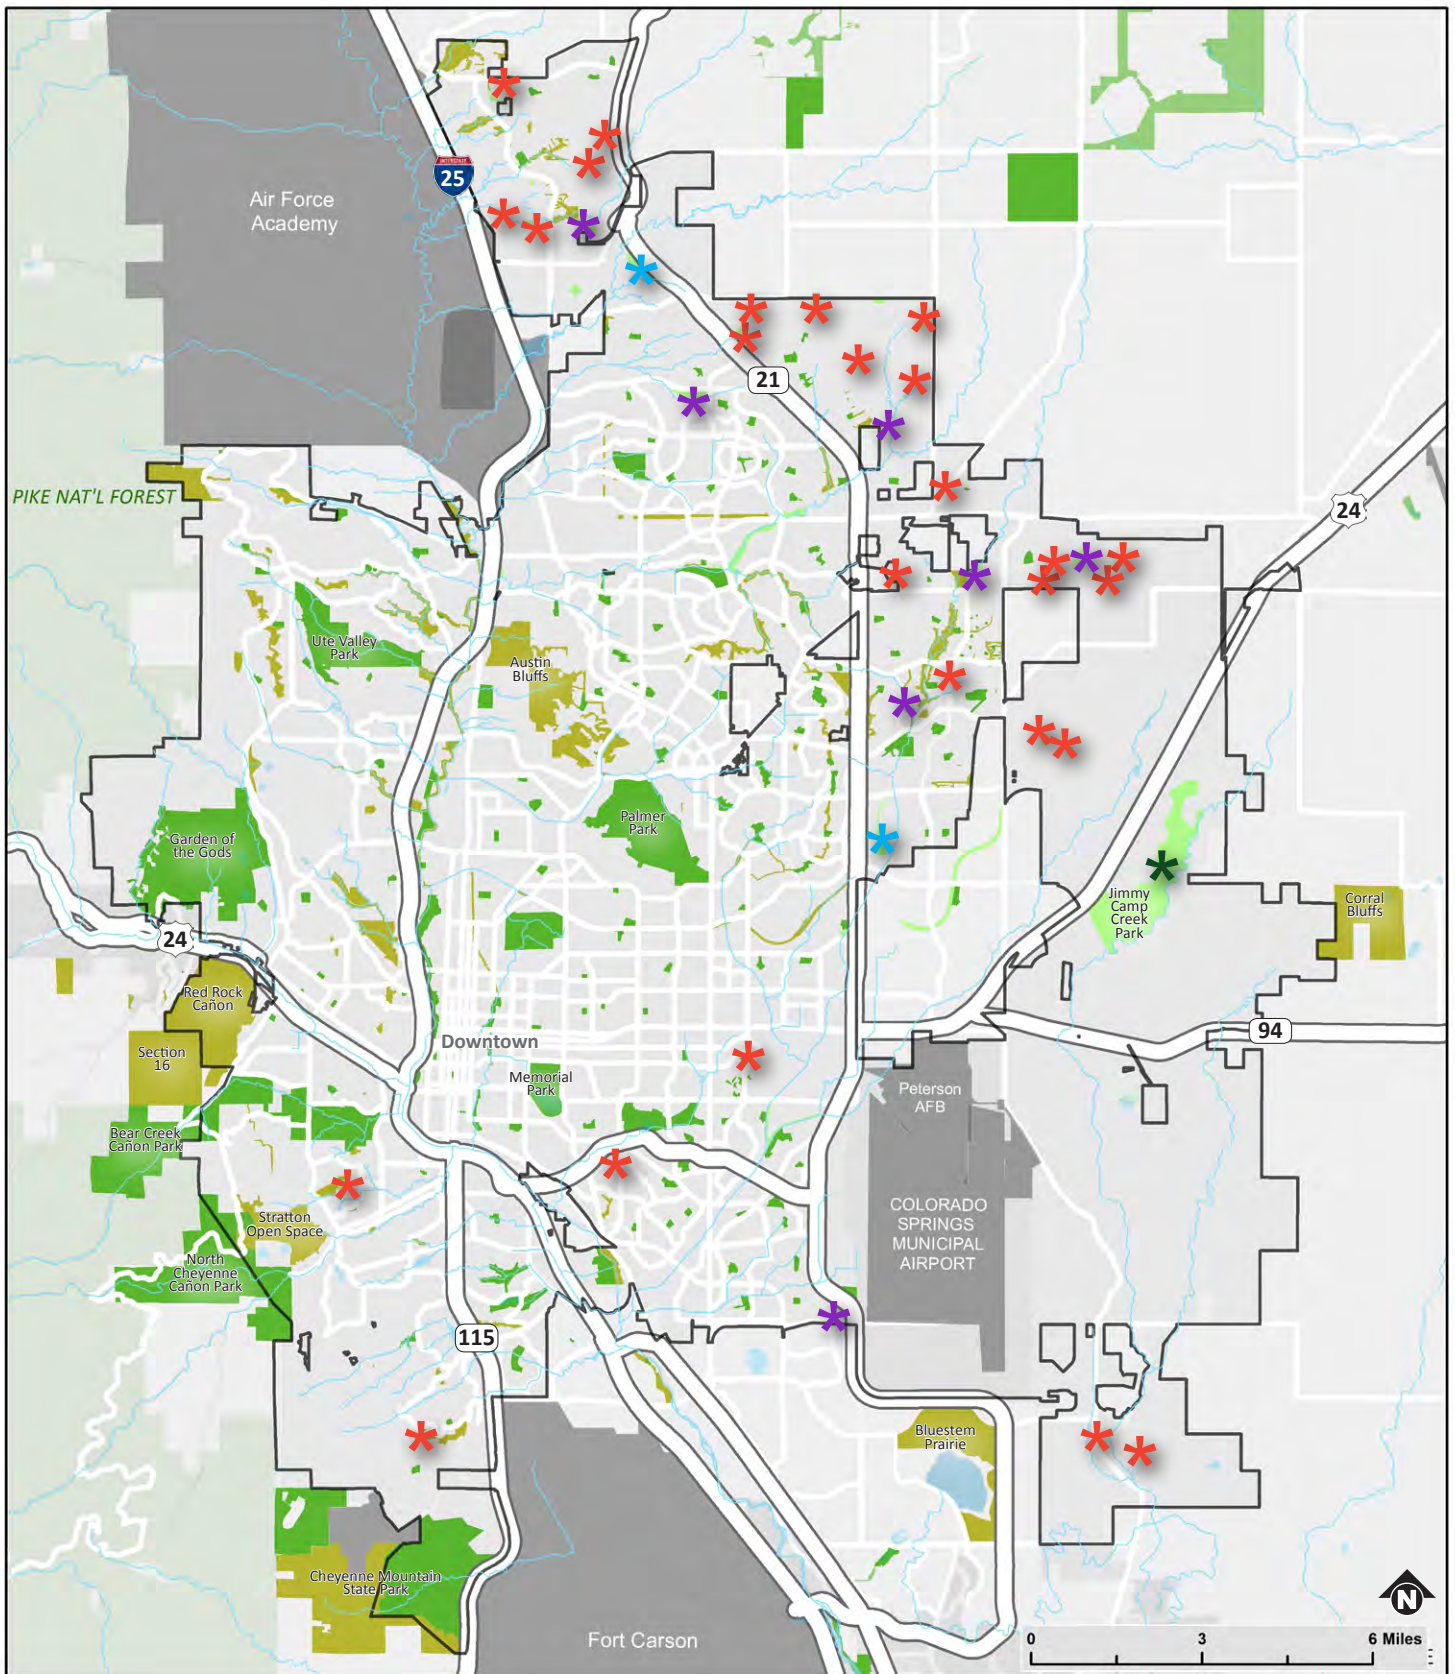 INTERSTATE
25
Air Force
Academy
21
PIKE NAT'L FOREST
24
Ute Valley
Park
Austin
Bluffs
Palmer
Park
Garden of
the Gods
Jimmy
Camp
Creek
Park
Corral
Bluffs
24
Red Rock
Cañon
94
Downtown
Section
16
Memorial
Park
Peterson
AFB
Bear Creek
Cañon Park
COLORADO
SPRINGS
MUNICIPAL
AIRPORT
Stratton
Open Space
North
Cheyenne
Cañon Park
115
Bluestem
Prairie
Cheyenne Mountain
State Park
Fort Carson
N
0 3 6 Miles